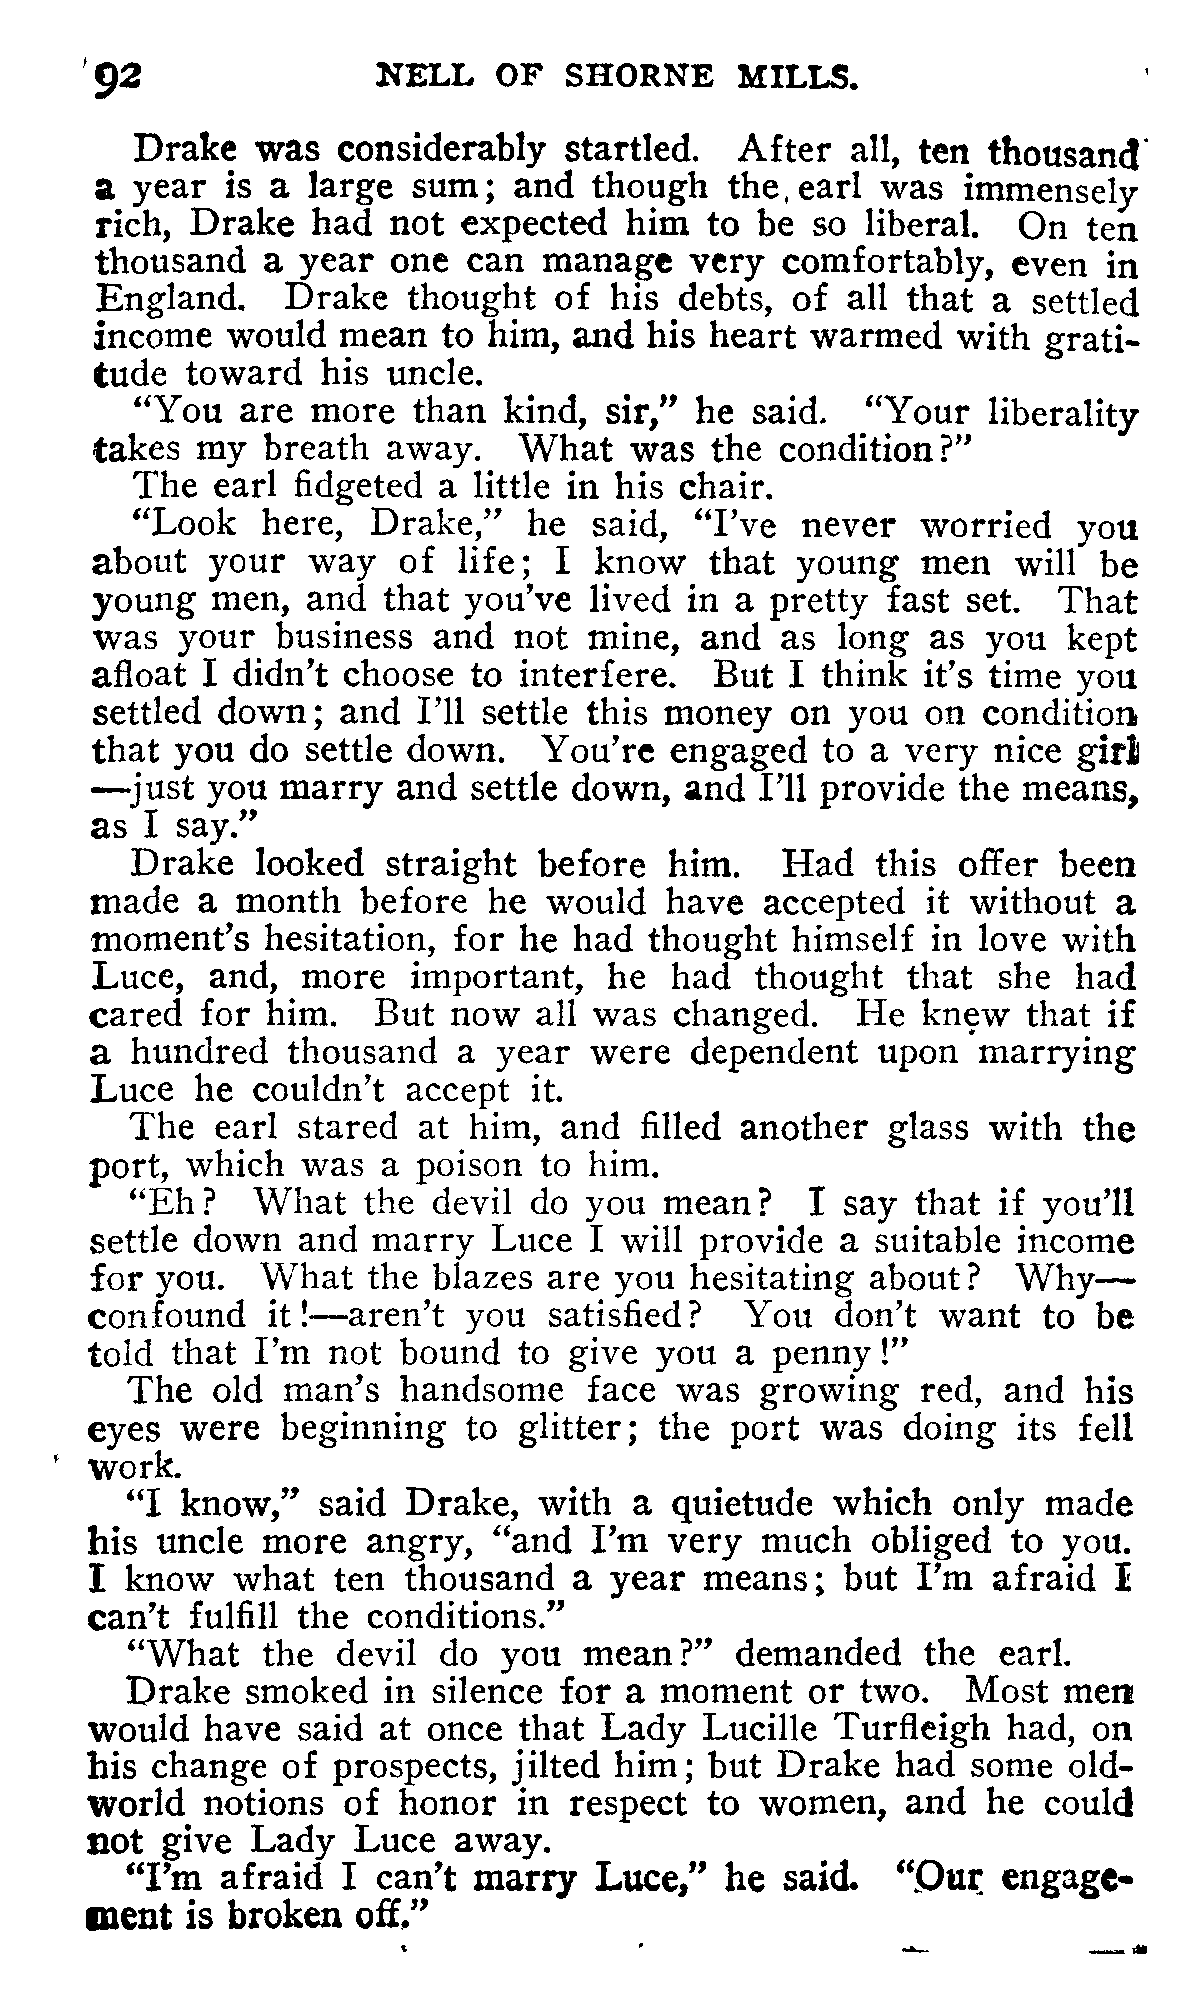 92 NELL OF SHORNE MILLS.
Drake was considerably startled. After all, ten thousand
a year is a large sum; and though the earl was immensely
rich, Drake had not expected him to be so liberal. On ten
thousand a year one can manage very comfortably, even in
England. Drake thought of his debts, of all that a settled
income would mean to him, and his heart warmed with grati-
tude toward his uncle.
“You are more than kind, sir,” he said. “Your liberality
takes my breath away. What was the condition?”
The earl fidgeted a little in his chair.
“Look here, Drake,” he said, “I’ve never worried you
about your way of life; I know that young men will be
young men, and that you’ve lived in a pretty fast set. That
was your business and not mine, and as long as you kept
afloat I didn’t choose to interfere. But I think it’s time you
settled down; and I’ll settle this money on you on condition
that you do settle down. You’re engaged to a very nice girl
—just you marry and settle down, and I’ll provide the means,
as I say.”
Drake looked straight before him. Had this offer been
made a month before he would have accepted it without a
moment’s hesitation, for he had thought himself in love with
Luce, and, more important, he had thought that she had
cared for him. But now all was changed. He knew that if
a hundred thousand a year were dependent upon marrying
Luce he couldn’t accept it.
The earl stared at him, and filled another glass with the
port, which was a poison to him.
“Eh? What the devil do you mean? I say that if you’ll
settle down and marry Luce I will provide a suitable income
for you. What the blazes are you hesitating about? Why—
confound it!—aren’t you satisfied? You don’t want to be
told that I’m not bound to give you a penny!”
The old man’s handsome face was growing red, and his
eyes were beginning to glitter; the port was doing its fell
work.
“I know,” said Drake, with a quietude which only made
his uncle more angry, “and I’m very much obliged to you.
I know what ten thousand a year means; but I’m afraid I
can’t fulfill the conditions.”
“What the devil do you mean?” demanded the earl.
Drake smoked in silence for a moment or two. Most men
would have said at once that Lady Lucille Turfleigh had, on
his change of prospects, jilted him; but Drake had some old-
world notions of honor in respect to women, and he could
not give Lady Luce away.
“I’m afraid I can’t marry Luce,” he said. “Our engage-
ment is broken off.”